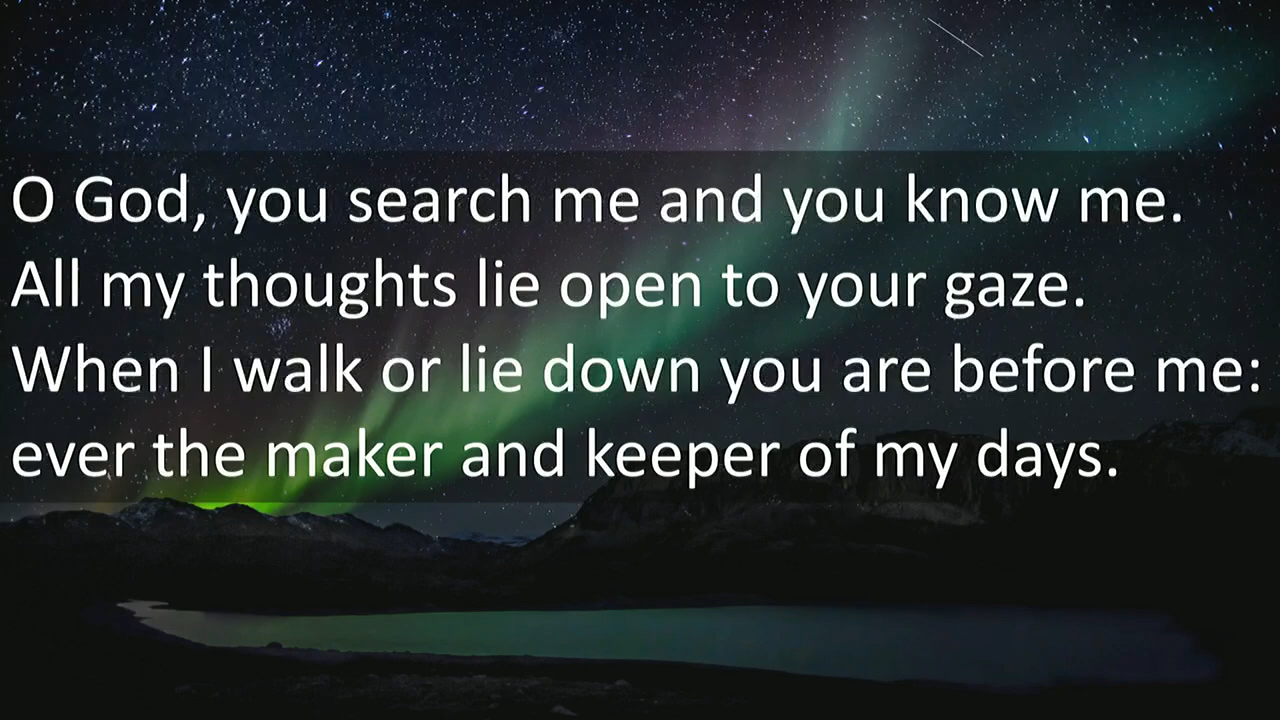 O God, you search me and you know me.
All my thoughts lie open to your gaze.
When I walk or lie down you are before me:
ever the maker and keeper of my days.